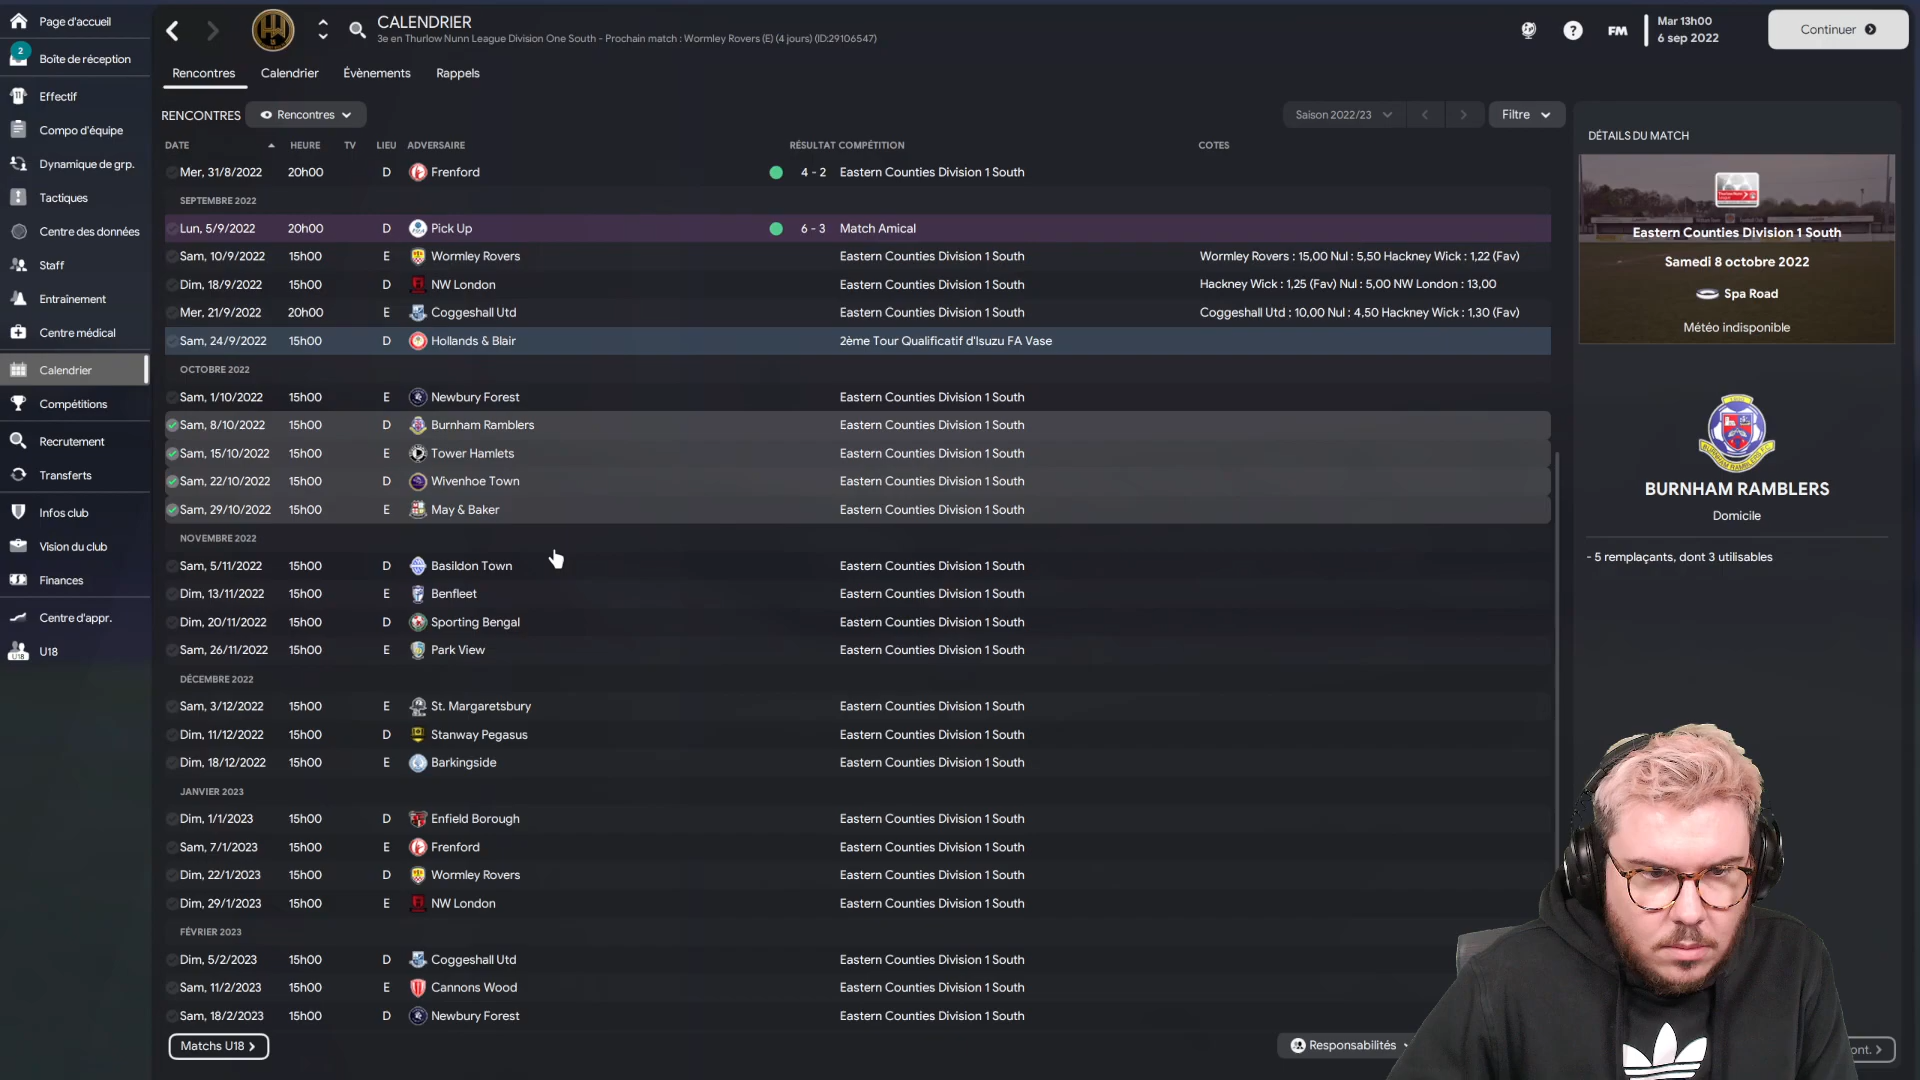 Page d'accueil
2
Boîte de réception
Effectif
Compo d'équipe
Dynamique de grp.
Tactiques
Centre des données
Staff
Entraînement
Centre médical
Calendrier
Compétitions
Recrutement
Transferts
Infos club
Vision du club
Finances
Centre d'appr.
U18
CALENDRIER
3e en Thurlow Nunn League Division One South - Prochain match : Wormley Rovers (E) (4 jours) (ID:29106547)
FM
Mar 13h00
6 sep 2022
Continuer
Rencontres Calendrier Évènements Rappels
RENCONTRES Rencontres Saison 2022/23 Filtre
DATE HEURE TV LIEU ADVERSAIRE RÉSULTAT COMPÉTITION COTES
Mer, 31/8/2022 20h00 D Frenford 4 - 2 Eastern Counties Division 1 South
SEPTEMBRE 2022
Lun, 5/9/2022 20h00 D Pick Up 6 - 3 Match Amical
Sam, 10/9/2022 15h00 E Wormley Rovers Eastern Counties Division 1 South Wormley Rovers : 15,00 Nul : 5,50 Hackney Wick : 1,22 (Fav)
Dim, 18/9/2022 15h00 D NW London Eastern Counties Division 1 South Hackney Wick : 1,25 (Fav) Nul : 5,00 NW London : 13,00
Mer, 21/9/2022 20h00 E Coggeshall Utd Eastern Counties Division 1 South Coggeshall Utd : 10,00 Nul : 4,50 Hackney Wick : 1,30 (Fav)
Sam, 24/9/2022 15h00 D Hollands & Blair 2ème Tour Qualificatif d'Isuzu FA Vase
OCTOBRE 2022
Sam, 1/10/2022 15h00 E Newbury Forest Eastern Counties Division 1 South
Sam, 8/10/2022 15h00 D Burnham Ramblers Eastern Counties Division 1 South
Sam, 15/10/2022 15h00 E Tower Hamlets Eastern Counties Division 1 South
Sam, 22/10/2022 15h00 D Wivenhoe Town Eastern Counties Division 1 South
Sam, 29/10/2022 15h00 E May & Baker Eastern Counties Division 1 South
NOVEMBRE 2022
Sam, 5/11/2022 15h00 D Basildon Town Eastern Counties Division 1 South
Dim, 13/11/2022 15h00 E Benfleet Eastern Counties Division 1 South
Dim, 20/11/2022 15h00 D Sporting Bengal Eastern Counties Division 1 South
Sam, 26/11/2022 15h00 E Park View Eastern Counties Division 1 South
DÉCEMBRE 2022
Sam, 3/12/2022 15h00 E St. Margaretsbury Eastern Counties Division 1 South
Dim, 11/12/2022 15h00 D Stanway Pegasus Eastern Counties Division 1 South
Dim, 18/12/2022 15h00 E Barkingside Eastern Counties Division 1 South
JANVIER 2023
Dim, 1/1/2023 15h00 D Enfield Borough Eastern Counties Division 1 South
Sam, 7/1/2023 15h00 E Frenford Eastern Counties Division 1 South
Dim, 22/1/2023 15h00 D Wormley Rovers Eastern Counties Division 1 South
Dim, 29/1/2023 15h00 E NW London Eastern Counties Division 1 South
FÉVRIER 2023
Dim, 5/2/2023 15h00 D Coggeshall Utd Eastern Counties Division 1 South
Sam, 11/2/2023 15h00 E Cannons Wood Eastern Counties Division 1 South
Sam, 18/2/2023 15h00 D Newbury Forest Eastern Counties Division 1 South
Matchs U18
Responsabilités
ont.
DÉTAILS DU MATCH
Eastern Counties Division 1 South
Samedi 8 octobre 2022
Spa Road
Météo indisponible
BURNHAM RAMBLERS
Domicile
- 5 remplaçants, dont 3 utilisables